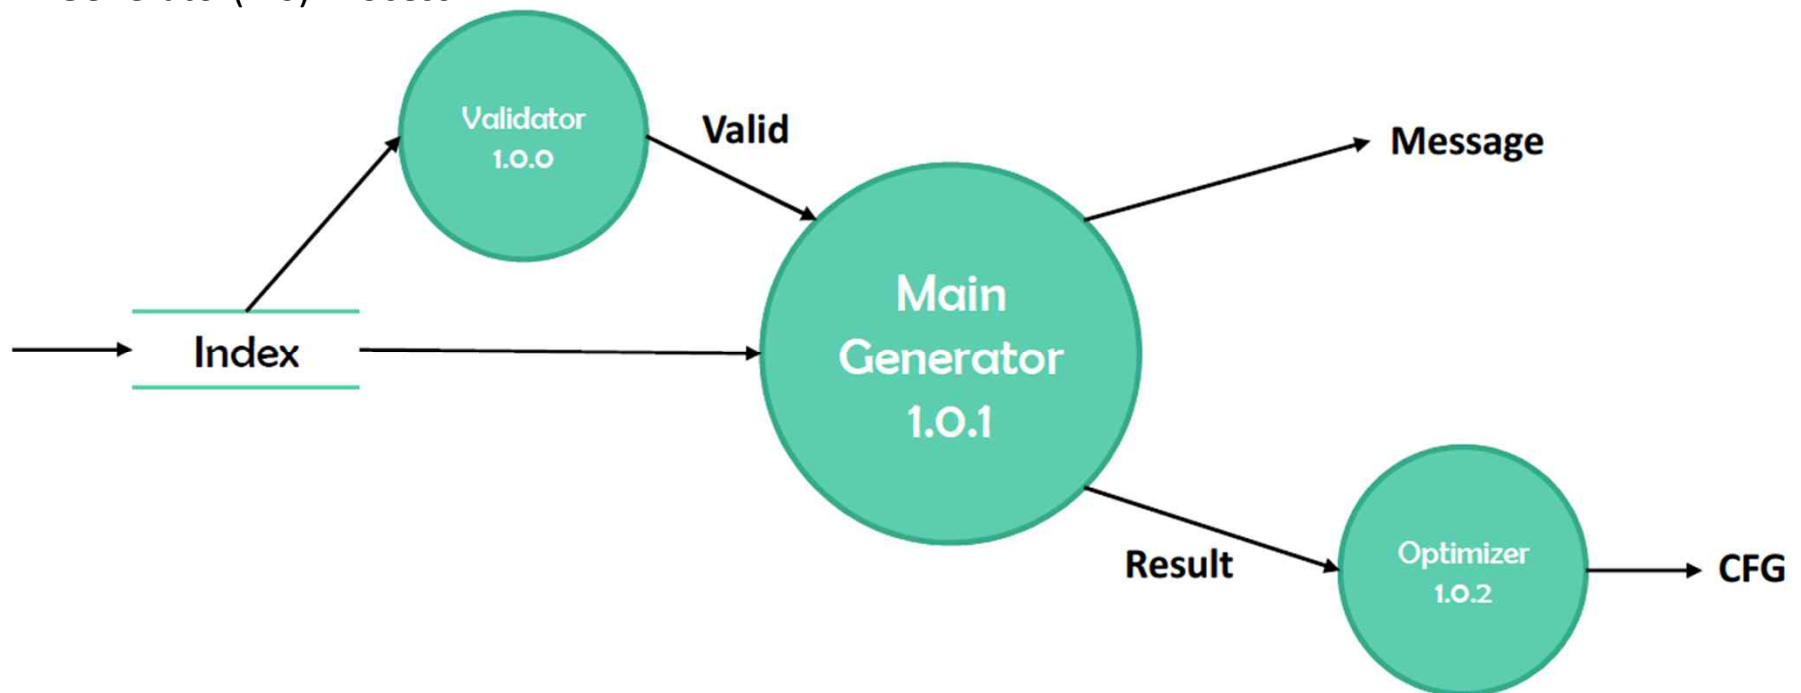 Validator
1.0.0
Valid
Message
Main
Generator
1.0.1
Index
Result
Optimizer
1.0.2
CFG